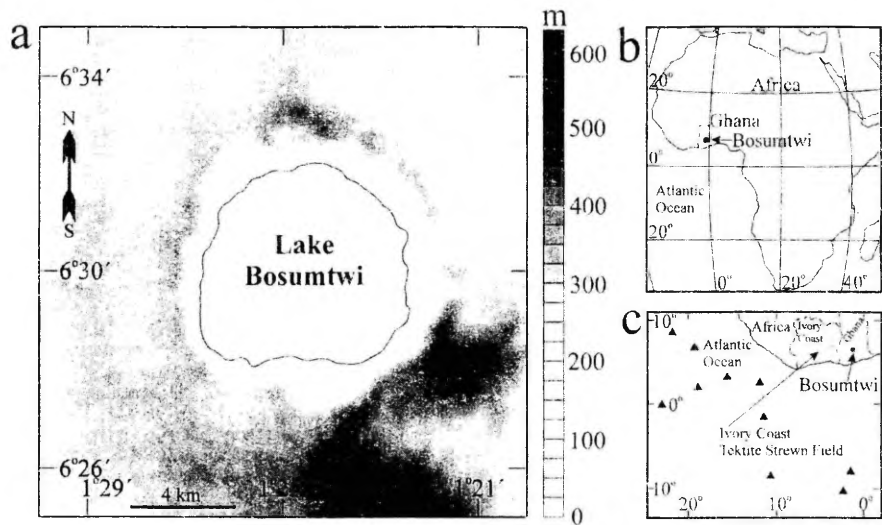 a
6°34′
N
S
6°30′
6°26′
Lake
Bosumtwi
1°29′
4 km
1°21′
m
600
500
400
300
200
100
0
b
20°
Africa
Ghana
Bosumtwi
0°
Atlantic
Ocean
20°
0°
20°
40°
c
10°
Africa
Ivory
Coast
Ghana
Atlantic
Ocean
Bosumtwi
0°
Ivory Coast
Tektite Strewn Field
10°
20°
10°
0°